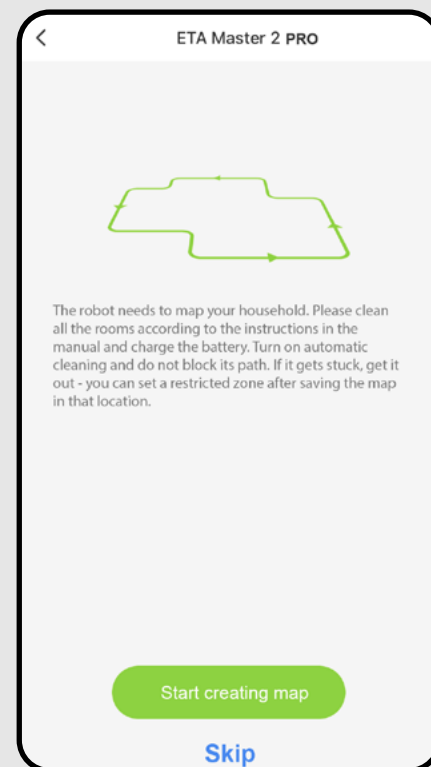 ETA Master 2 PRO
The robot needs to map your household. Please clean
all the rooms according to the instructions in the
manual and charge the battery. Turn on automatic
cleaning and do not block its path. If it gets stuck, get it
out - you can set a restricted zone after saving the map
in that location.
Start creating map
Skip